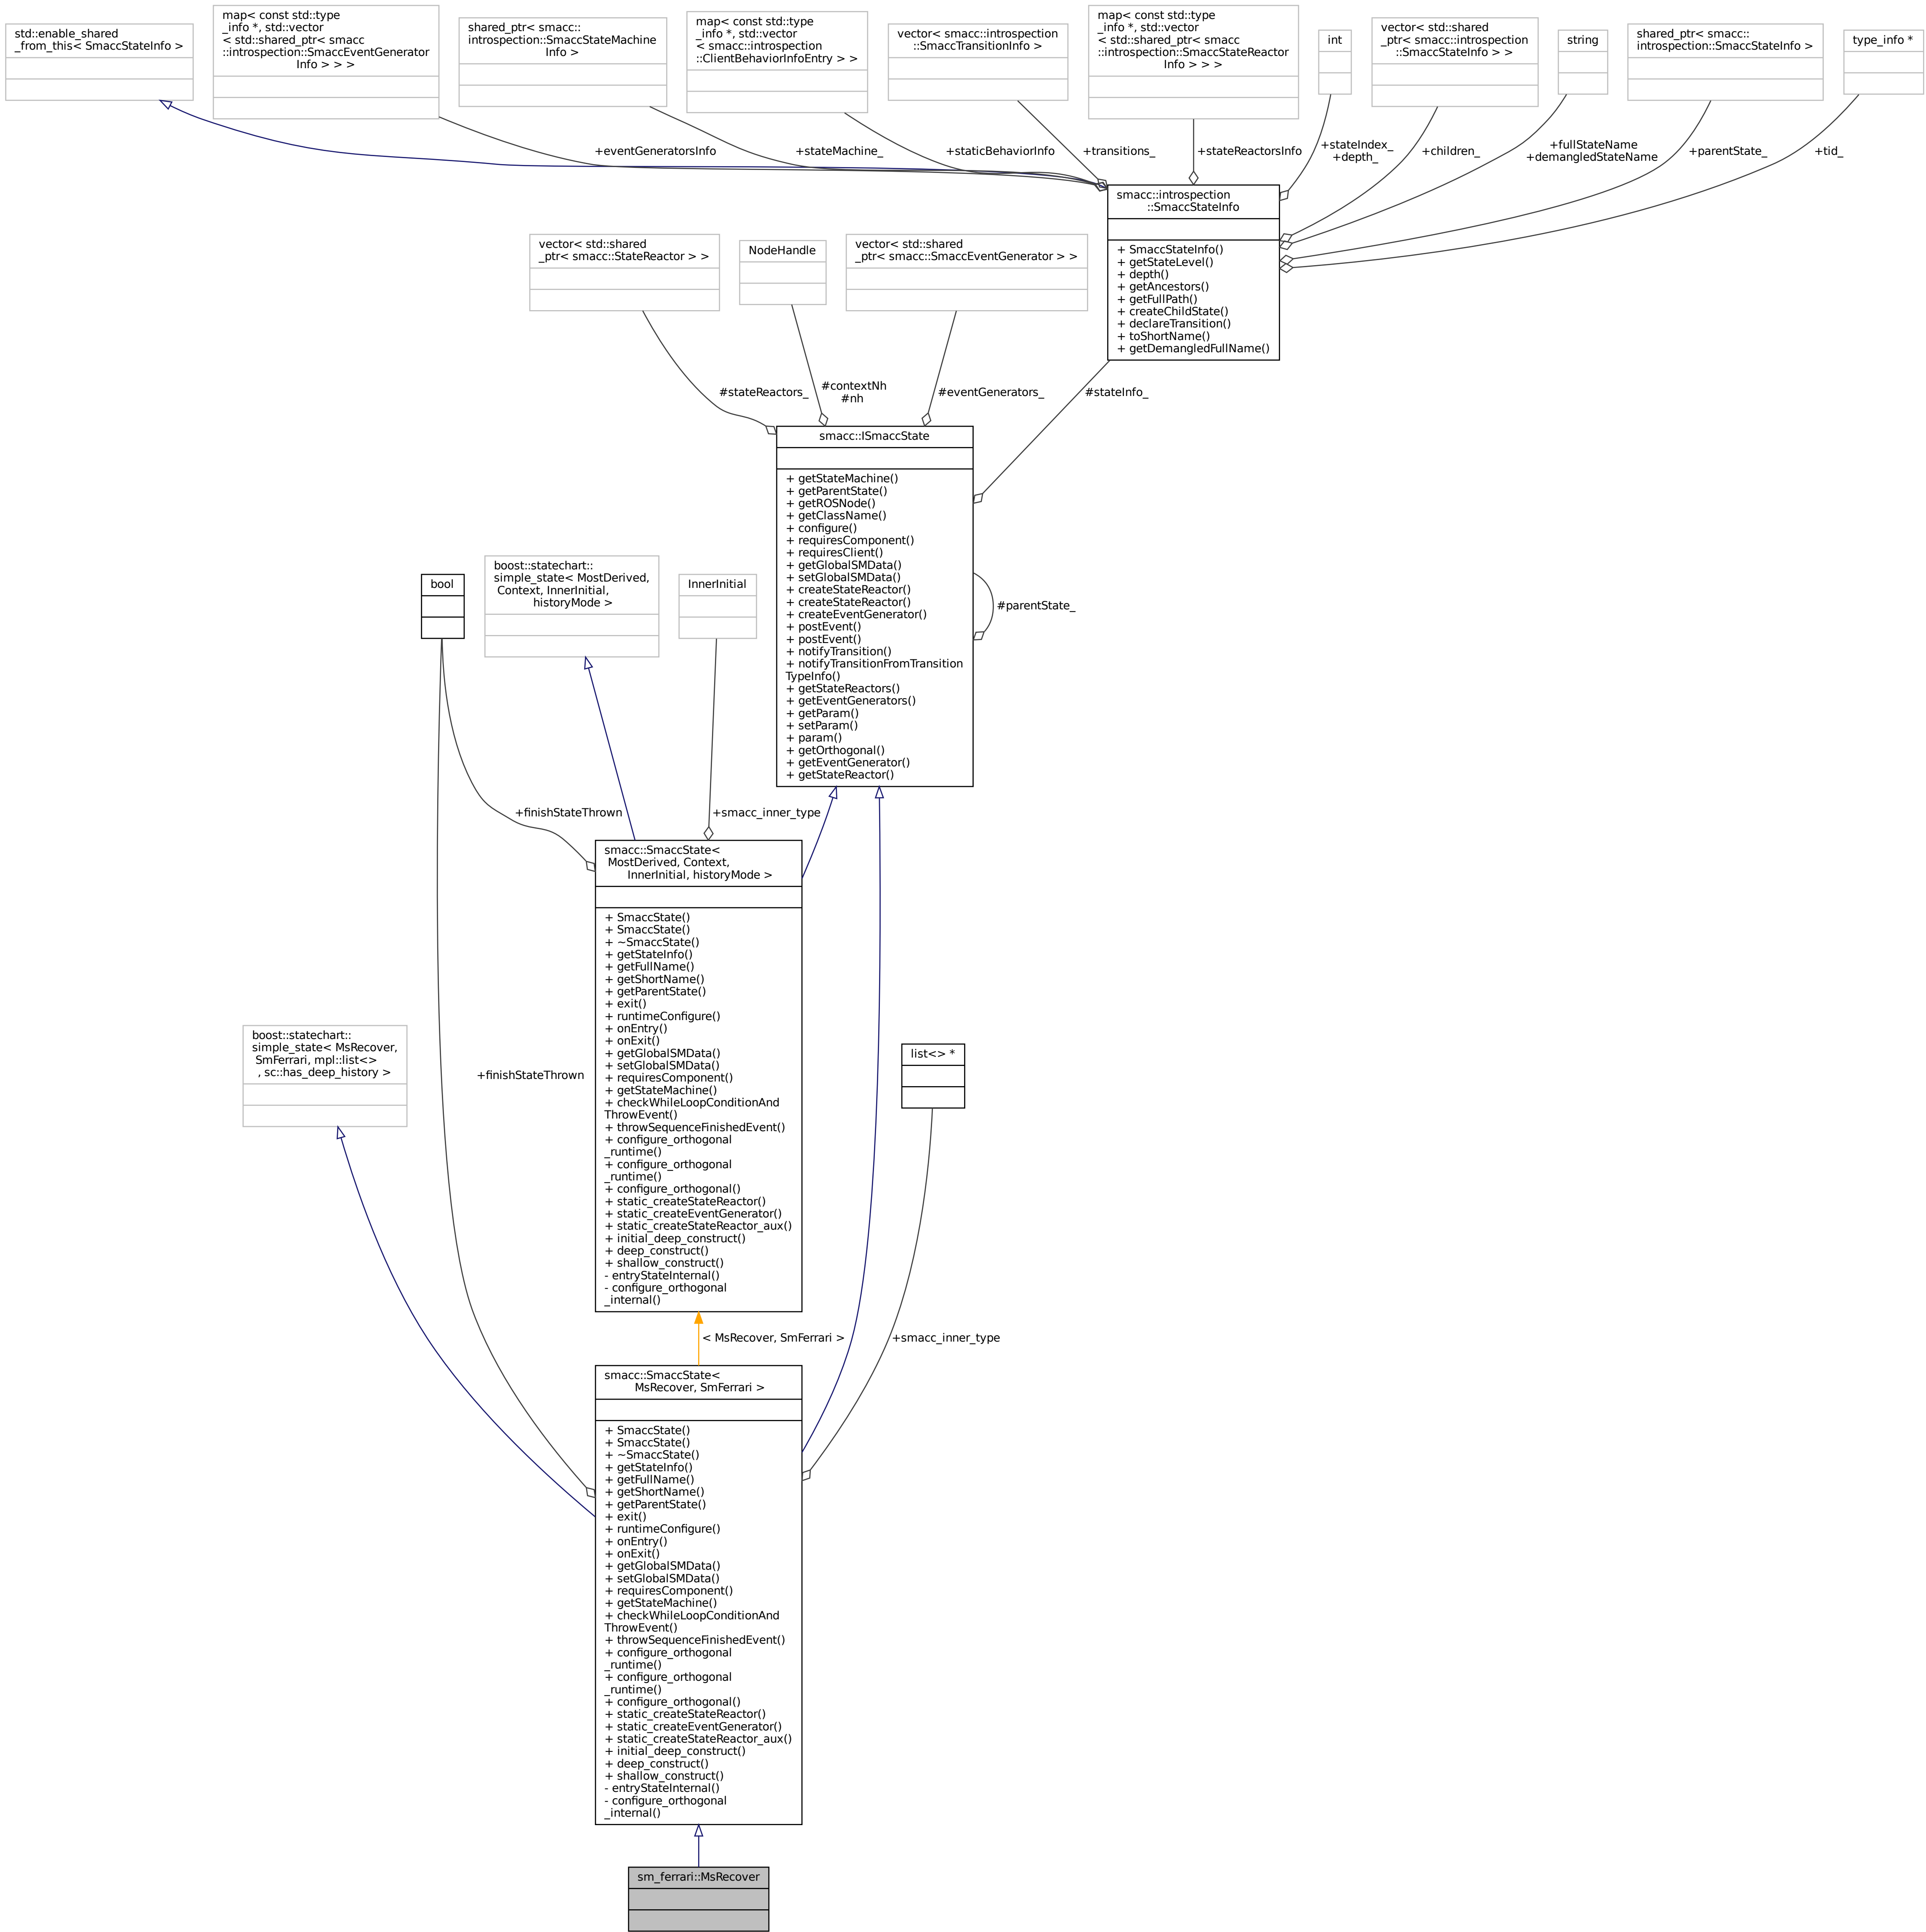 std::enable_shared
_from_this< SmaccStateInfo >
map< const std::type
_info *, std::vector
< std::shared_ptr< smacc
::introspection::SmaccEventGenerator
Info > > >
shared_ptr< smacc::
introspection::SmaccStateMachine
Info >
map< const std::type
_info *, std::vector
< smacc::introspection
::ClientBehaviorInfoEntry > >
vector< smacc::introspection
::SmaccTransitionInfo >
map< const std::type
_info *, std::vector
< std::shared_ptr< smacc
::introspection::SmaccStateReactor
Info > > >
int
vector< std::shared
_ptr< smacc::introspection
::SmaccStateInfo > >
string
shared_ptr< smacc::
introspection::SmaccStateInfo >
type_info *
+eventGeneratorsInfo
+stateMachine_
+staticBehaviorInfo
+transitions_
+stateReactorsInfo
+stateIndex_
+depth_
+children_
+fullStateName
+demangledStateName
+parentState_
+tid_
smacc::introspection
::SmaccStateInfo
+ SmaccStateInfo()
+ getStateLevel()
+ depth()
+ getAncestors()
+ getFullPath()
+ createChildState()
+ declareTransition()
+ toShortName()
+ getDemangledFullName()
vector< std::shared
_ptr< smacc::StateReactor > >
NodeHandle
vector< std::shared
_ptr< smacc::SmaccEventGenerator > >
#stateReactors_
#contextNh
#nh
#eventGenerators_
#stateInfo_
smacc::ISmaccState
+ getStateMachine()
+ getParentState()
+ getROSNode()
+ getClassName()
+ configure()
+ requiresComponent()
+ requiresClient()
+ getGlobalSMData()
+ setGlobalSMData()
+ createStateReactor()
+ createStateReactor()
+ createEventGenerator()
+ postEvent()
+ postEvent()
+ notifyTransition()
+ notifyTransitionFromTransition
TypeInfo()
+ getStateReactors()
+ getEventGenerators()
+ getParam()
+ setParam()
+ param()
+ getOrthogonal()
+ getEventGenerator()
+ getStateReactor()
#parentState_
bool
boost::statechart::
simple_state< MostDerived,
Context, InnerInitial,
historyMode >
InnerInitial
+finishStateThrown
+smacc_inner_type
smacc::SmaccState<
MostDerived, Context,
InnerInitial, historyMode >
+ SmaccState()
+ SmaccState()
+ ~SmaccState()
+ getStateInfo()
+ getFullName()
+ getShortName()
+ getParentState()
+ exit()
+ runtimeConfigure()
+ onEntry()
+ onExit()
+ getGlobalSMData()
+ setGlobalSMData()
+ requiresComponent()
+ getStateMachine()
+ checkWhileLoopConditionAnd
ThrowEvent()
+ throwSequenceFinishedEvent()
+ configure_orthogonal
_runtime()
+ configure_orthogonal
_runtime()
+ configure_orthogonal()
+ static_createStateReactor()
+ static_createEventGenerator()
+ static_createStateReactor_aux()
+ initial_deep_construct()
+ deep_construct()
+ shallow_construct()
- entryStateInternal()
- configure_orthogonal
_internal()
boost::statechart::
simple_state< MsRecover,
SmFerrari, mpl::list<>
, sc::has_deep_history >
+finishStateThrown
list<> *
< MsRecover, SmFerrari >
+smacc_inner_type
smacc::SmaccState<
MsRecover, SmFerrari >
+ SmaccState()
+ SmaccState()
+ ~SmaccState()
+ getStateInfo()
+ getFullName()
+ getShortName()
+ getParentState()
+ exit()
+ runtimeConfigure()
+ onEntry()
+ onExit()
+ getGlobalSMData()
+ setGlobalSMData()
+ requiresComponent()
+ getStateMachine()
+ checkWhileLoopConditionAnd
ThrowEvent()
+ throwSequenceFinishedEvent()
+ configure_orthogonal
_runtime()
+ configure_orthogonal
_runtime()
+ configure_orthogonal()
+ static_createStateReactor()
+ static_createEventGenerator()
+ static_createStateReactor_aux()
+ initial_deep_construct()
+ deep_construct()
+ shallow_construct()
- entryStateInternal()
- configure_orthogonal
_internal()
sm_ferrari::MsRecover